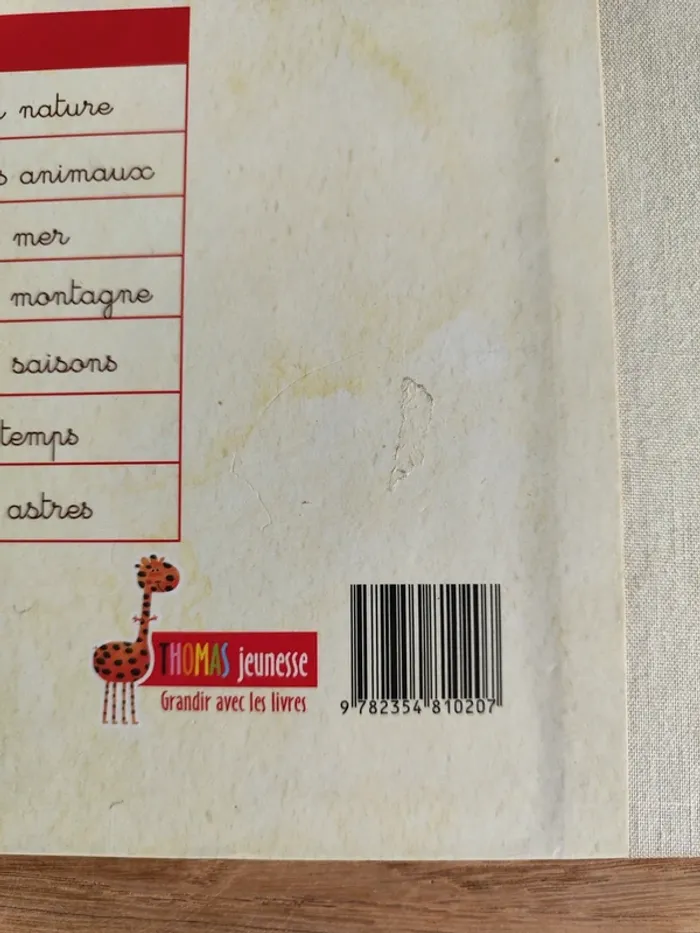 nature
s animaux
mer
montagne
saisons
temps
astres
THOMAS jeunesse
Grandir avec les livres
9 782354 810207